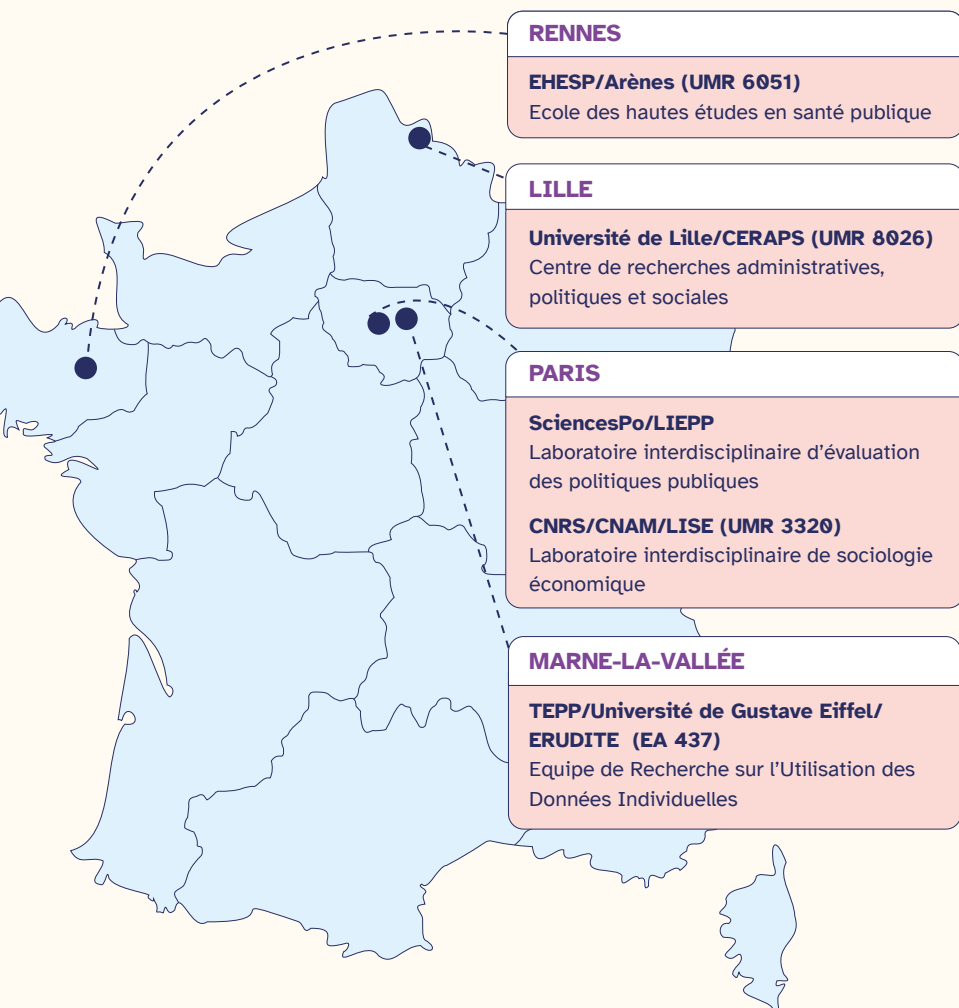 RENNES
EHESP/Arènes (UMR 6051)
Ecole des hautes études en santé publique
LILLE
Université de Lille/CERAPS (UMR 8026)
Centre de recherches administratives,
politiques et sociales
PARIS
SciencesPo/LIEPP
Laboratoire interdisciplinaire d’évaluation
des politiques publiques
CNRS/CNAM/LISE (UMR 3320)
Laboratoire interdisciplinaire de sociologie
économique
MARNE-LA-VALLÉE
TEPP/Université de Gustave Eiffel/
ERUDITE (EA 437)
Equipe de Recherche sur l’Utilisation des
Données Individuelles